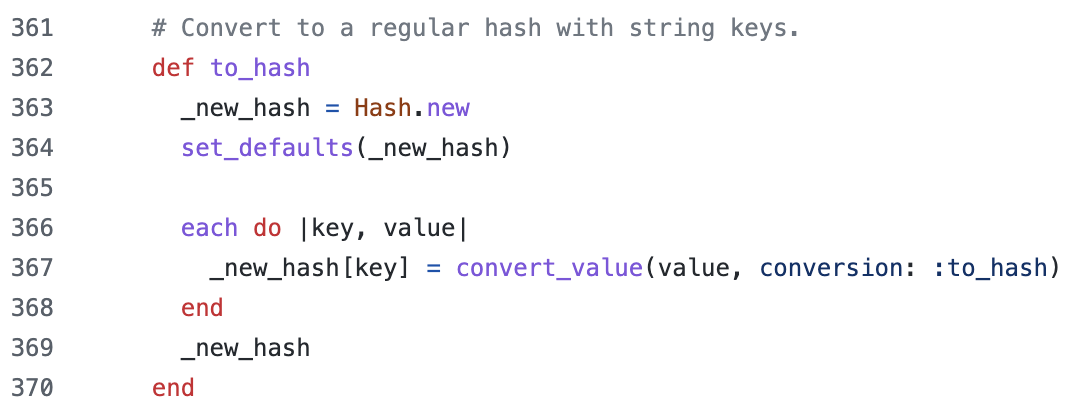 361 # Convert to a regular hash with string keys.
362 def to_hash
363 _new_hash = Hash.new
364 set_defaults(_new_hash)
365
366 each do |key, value|
367 _new_hash[key] = convert_value(value, conversion: :to_hash)
368 end
369 _new_hash
370 end